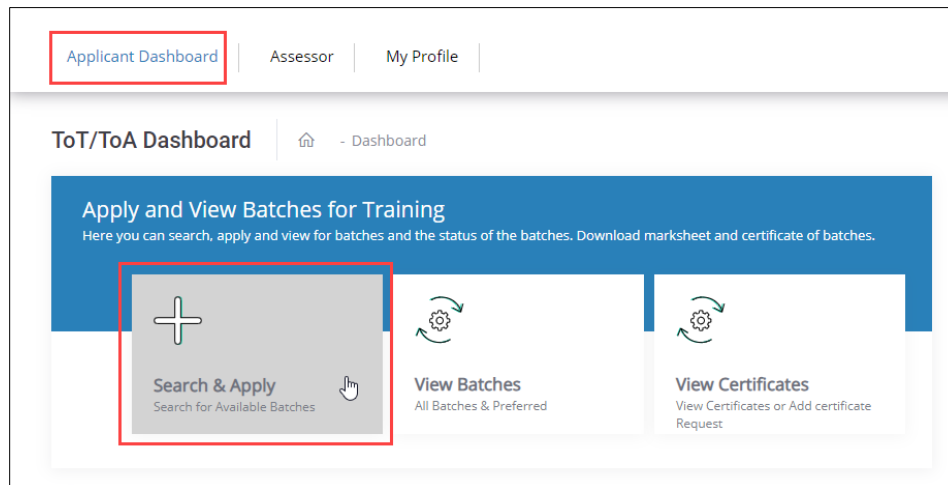 Applicant Dashboard Assessor My Profile
ToT/ToA Dashboard - Dashboard
Apply and View Batches for Training
Here you can search, apply and view for batches and the status of the batches. Download marksheet and certificate of batches.
Search & Apply
Search for Available Batches
View Batches
All Batches & Preferred
View Certificates
View Certificates or Add certificate
Request